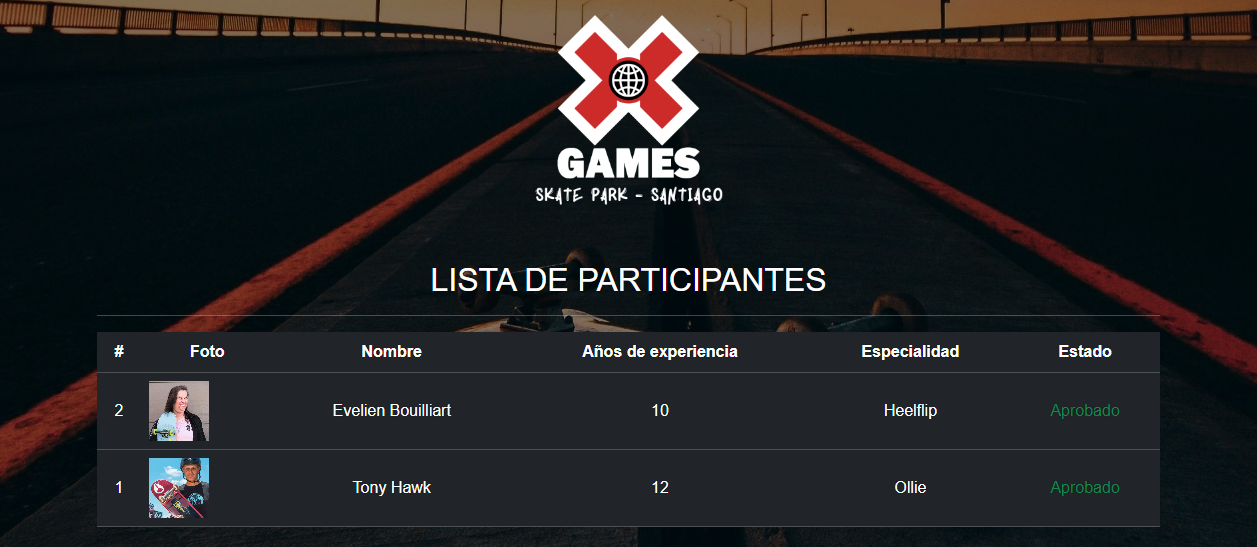 GAMES
SKATE PARK - SANTIAGO
LISTA DE PARTICIPANTES
# Foto Nombre Años de experiencia Especialidad Estado
2 Evelien Bouilliart 10 Heelflip Aprobado
1 Tony Hawk 12 Ollie Aprobado